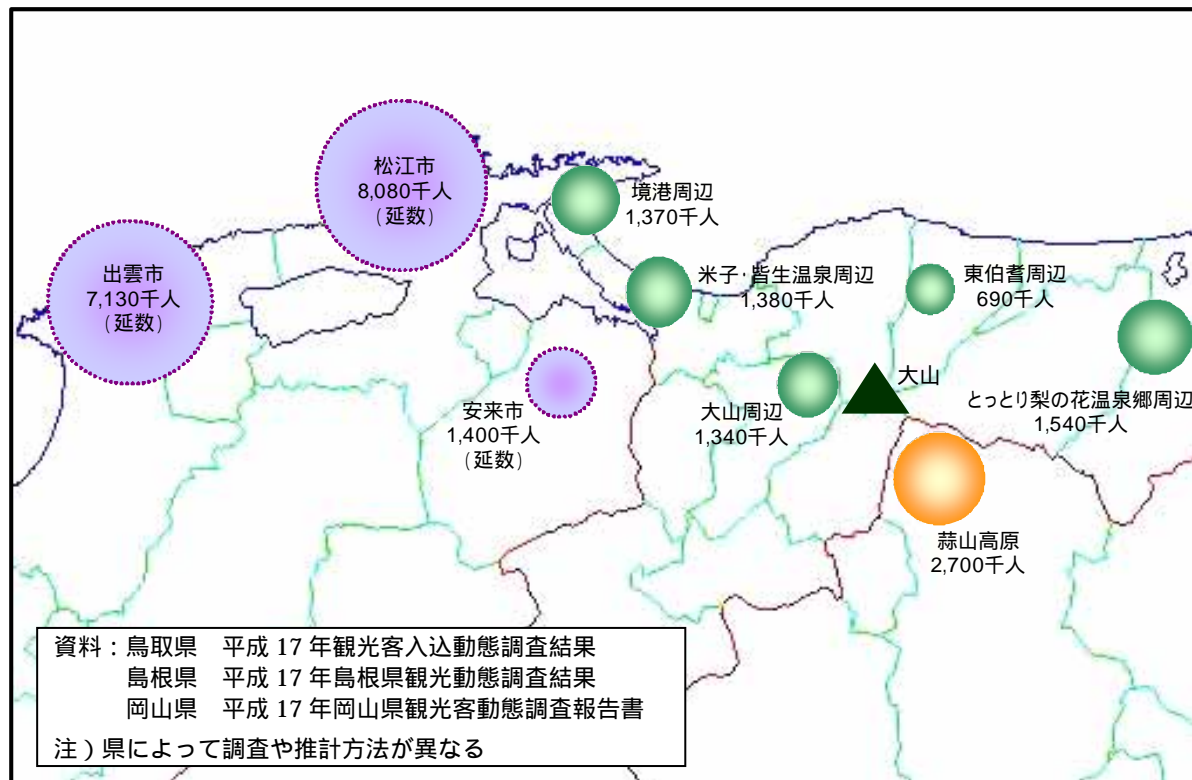 松江市
8,080千人
(延数)
境港周辺
1,370千人
出雲市
7,130千人
(延数)
米子・皆生温泉周辺
1,380千人
東伯耆周辺
690千人
安来市
1,400千人
(延数)
大山周辺
1,340千人
大山
とっとり梨の花温泉郷周辺
1,540千人
蒜山高原
2,700千人
資料:鳥取県 平成 17 年観光客入込動態調査結果
島根県 平成 17 年島根県観光動態調査結果
岡山県 平成 17 年岡山県観光客動態調査報告書
注)県によって調査や推計方法が異なる